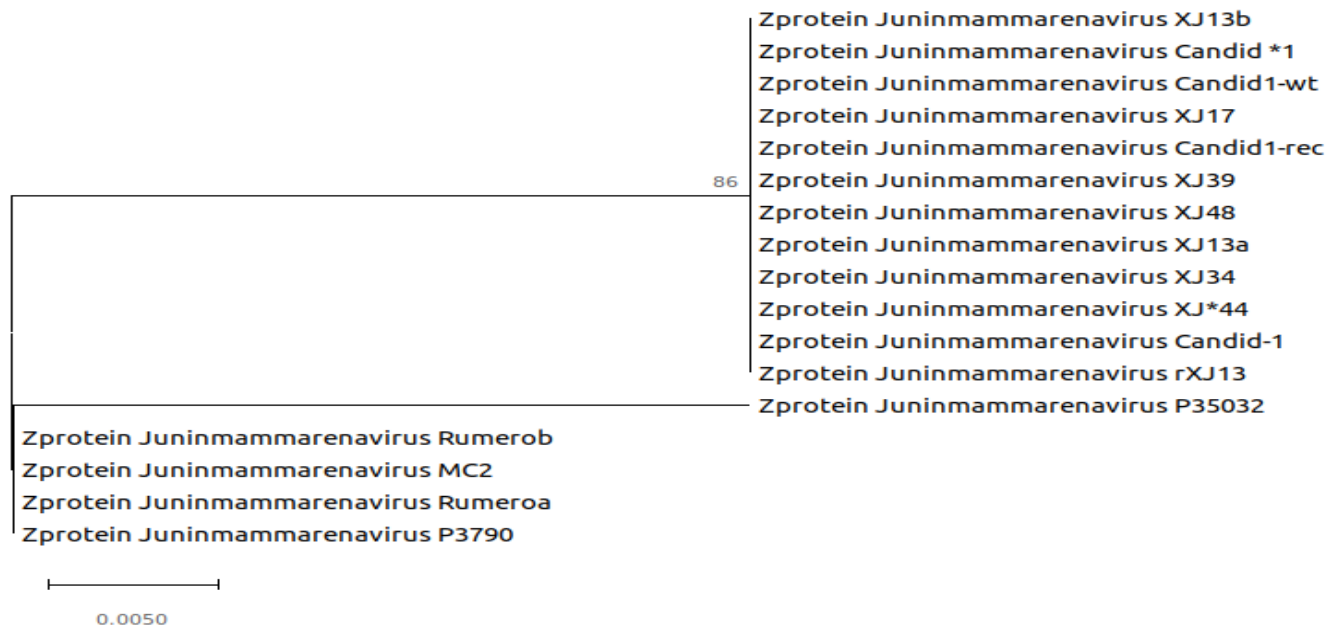 Zprotein Juninmammarenavirus XJ13b
Zprotein Juninmammarenavirus Candid *1
Zprotein Juninmammarenavirus Candid1-wt
Zprotein Juninmammarenavirus XJ17
Zprotein Juninmammarenavirus Candid1-rec
86
Zprotein Juninmammarenavirus XJ39
Zprotein Juninmammarenavirus XJ48
Zprotein Juninmammarenavirus XJ13a
Zprotein Juninmammarenavirus XJ34
Zprotein Juninmammarenavirus XJ*44
Zprotein Juninmammarenavirus Candid-1
Zprotein Juninmammarenavirus rXJ13
Zprotein Juninmammarenavirus P35032
Zprotein Juninmammarenavirus Rumerob
Zprotein Juninmammarenavirus MC2
Zprotein Juninmammarenavirus Rumeroa
Zprotein Juninmammarenavirus P3790
0.0050